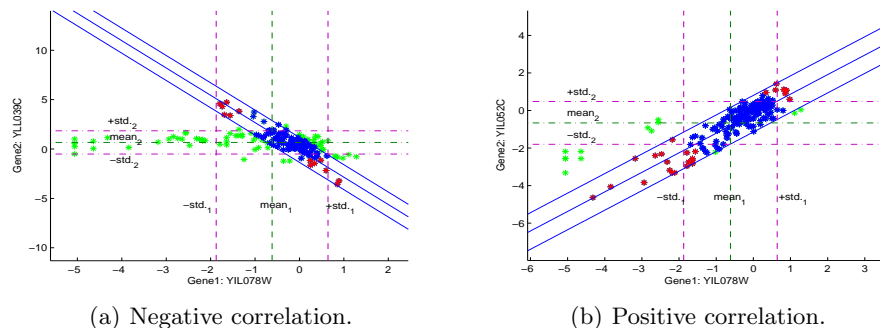 10
5
0
−5
−10
−5
−4
−3
−2
−1
0
1
2
Gene2: YLL039C
Gene1: YIL078W
+std.2
mean2
−std.2
−std.1
mean1
+std.1
(a) Negative correlation.
4
2
0
−2
−4
−6
−6
−5
−4
−3
−2
−1
0
1
2
3
Gene2: YIL052C
Gene1: YIL078W
+std.2
mean2
−std.2
−std.1
mean1
+std.1
(b) Positive correlation.